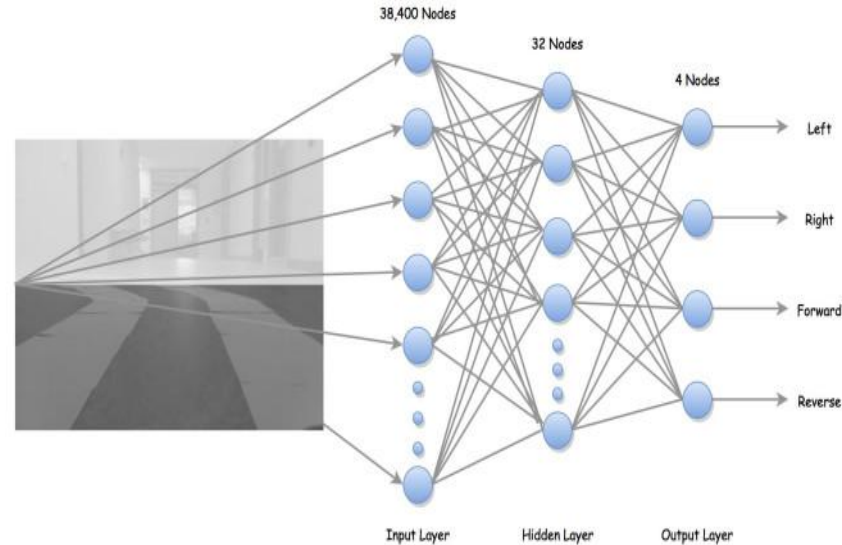 38,400 Nodes
32 Nodes
4 Nodes
Left
Right
Forward
Reverse
Input Layer
Hidden Layer
Output Layer